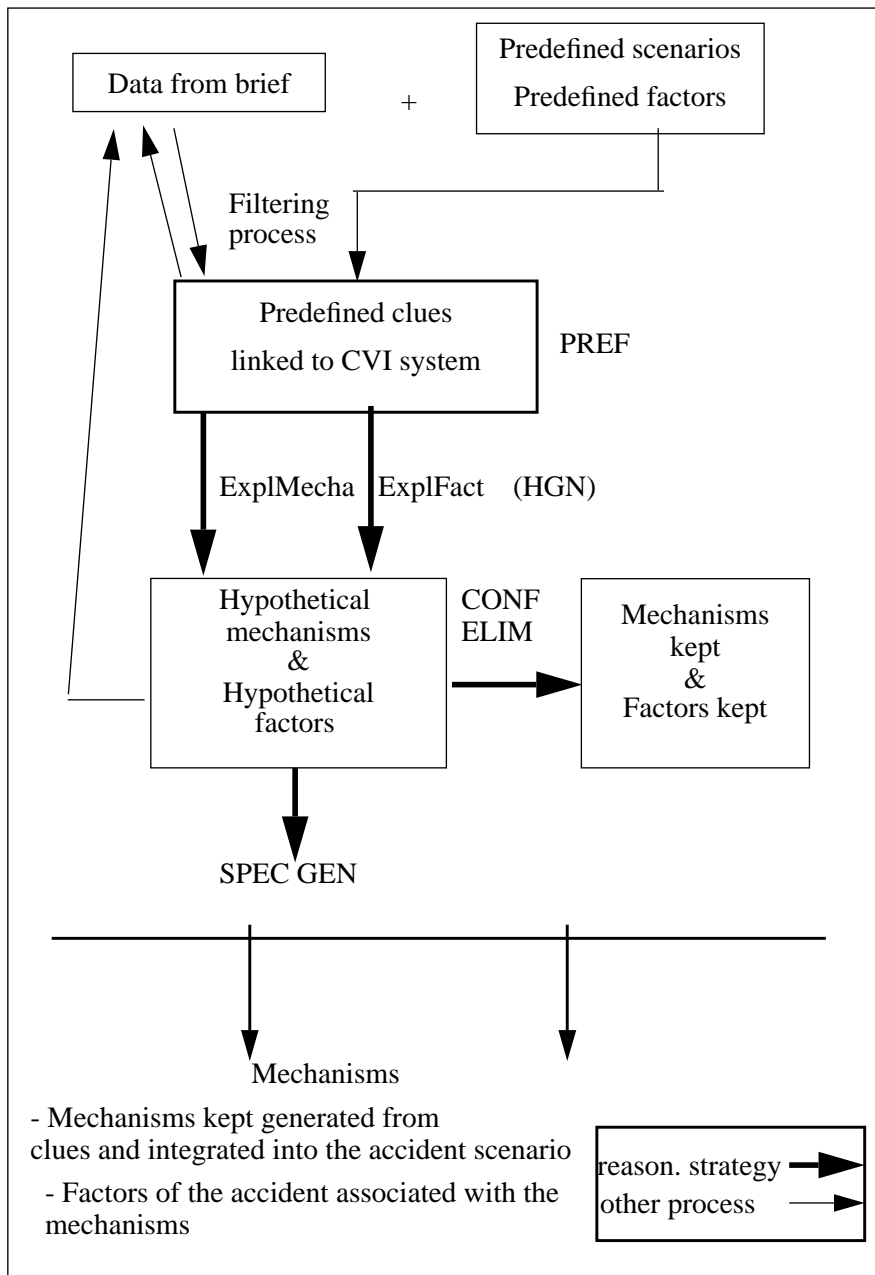 Data from brief
+
Predefined scenarios
Predefined factors
Filtering
process
Predefined clues
linked to CVI system
PREF
ExplMecha
ExplFact
(HGN)
Hypothetical
mechanisms
&
Hypothetical
factors
CONF
ELIM
Mechanisms
kept
&
Factors kept
SPEC GEN
Mechanisms
- Mechanisms kept generated from
clues and integrated into the accident scenario
- Factors of the accident associated with the
mechanisms
reason. strategy
other process